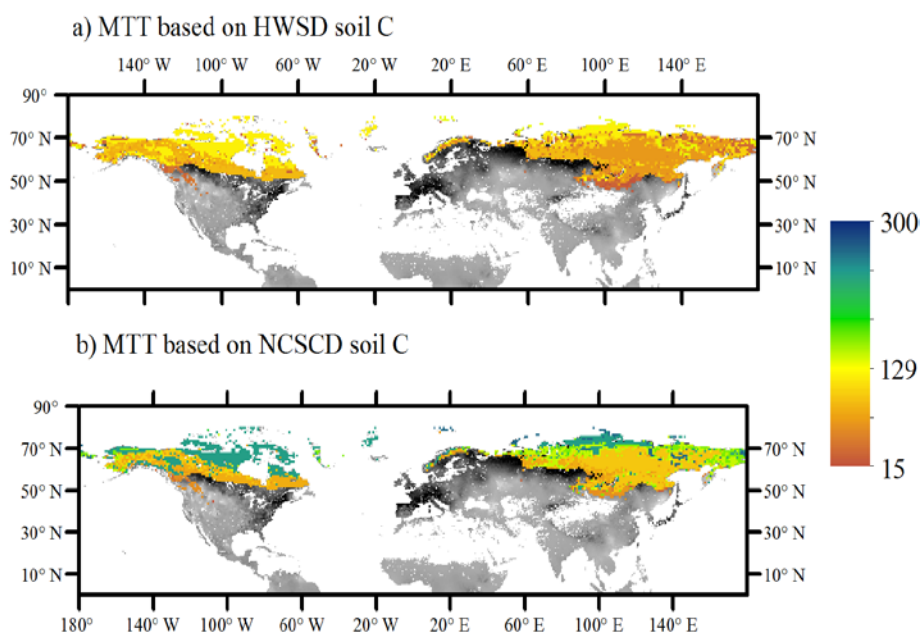 a) MTT based on HWSD soil C
140° W 100° W 60° W 20° W 20° E 60° E 100° E 140° E
90°
70° N 70° N
50° N 50° N
30° N 30° N
10° N 10° N
300
129
15
b) MTT based on NCSCD soil C
90°
70° N 70° N
50° N 50° N
30° N 30° N
10° N 10° N
180° 140° W 100° W 60° W 20° W 20° E 60° E 100° E 140° E